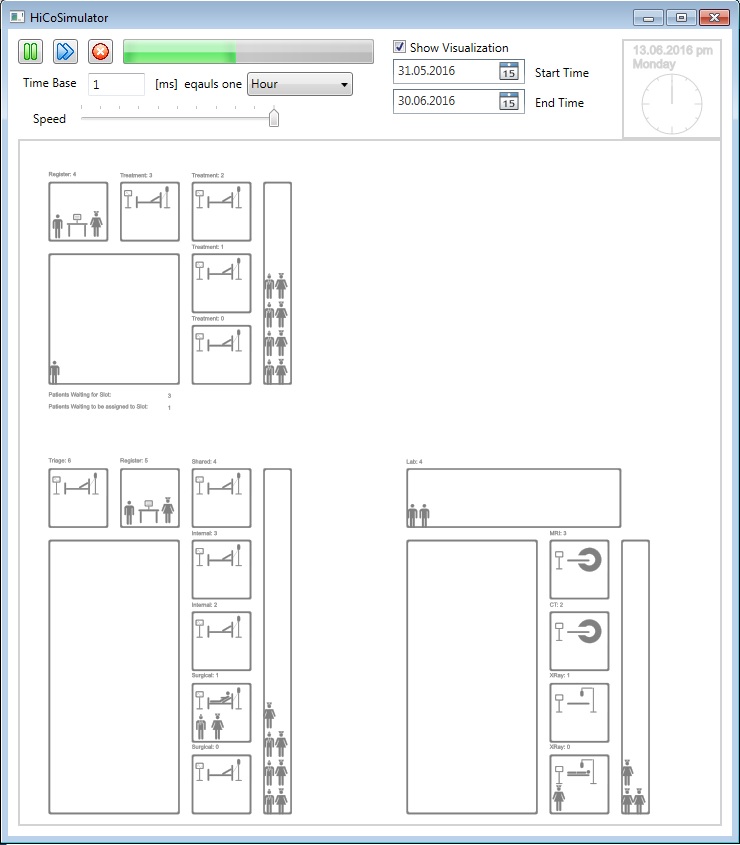 HiCoSimulator
Show Visualization
13.06.2016 pm
Monday
31.05.2016 15 Start Time
Time Base 1 [ms] eqauls one Hour
30.06.2016 15 End Time
Speed
Register: 4 Treatment: 3 Treatment: 2
Treatment: 1
Treatment: 0
Patients Waiting for Slot: 3
Patients Waiting to be assigned to Slot: 1
Triage: 6 Register: 5 Shared: 4 Lab: 4
Internal: 3 MRI: 3
Internal: 2 CT: 2
Surgical: 1 XRay: 1
Surgical: 0 XRay: 0